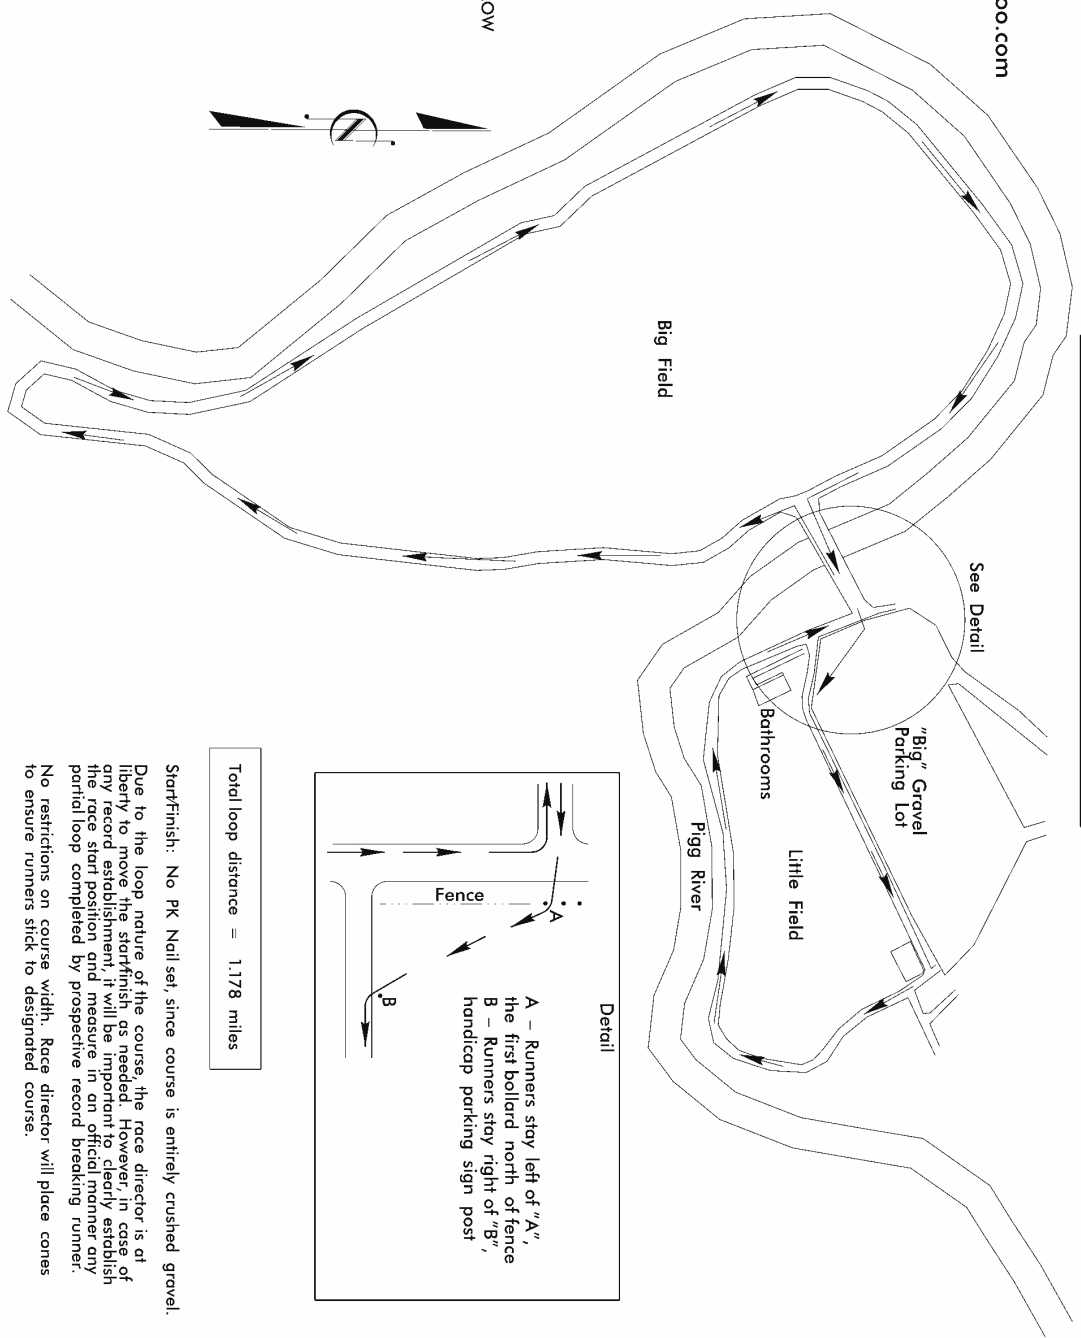 oo.com
OW
N
Big Field
See Detail
"Big" Gravel
Parking Lot
Bathrooms
Little Field
Pigg River
Detail
A – Runners stay left of "A",
the first bollard north of fence
B – Runners stay right of "B",
handicap parking sign post
A
Fence
B
Total loop distance = 1.178 miles
Start/Finish: No PK Nail set, since course is entirely crushed gravel.
Due to the loop nature of the course, the race director is at
liberty to move the start/finish as needed. However, in case of
any record establishment, it will be important to clearly establish
the race start position and measure in an official manner any
partial loop completed by prospective record breaking runner.
No restrictions on course width. Race director will place cones
to ensure runners stick to designated course.